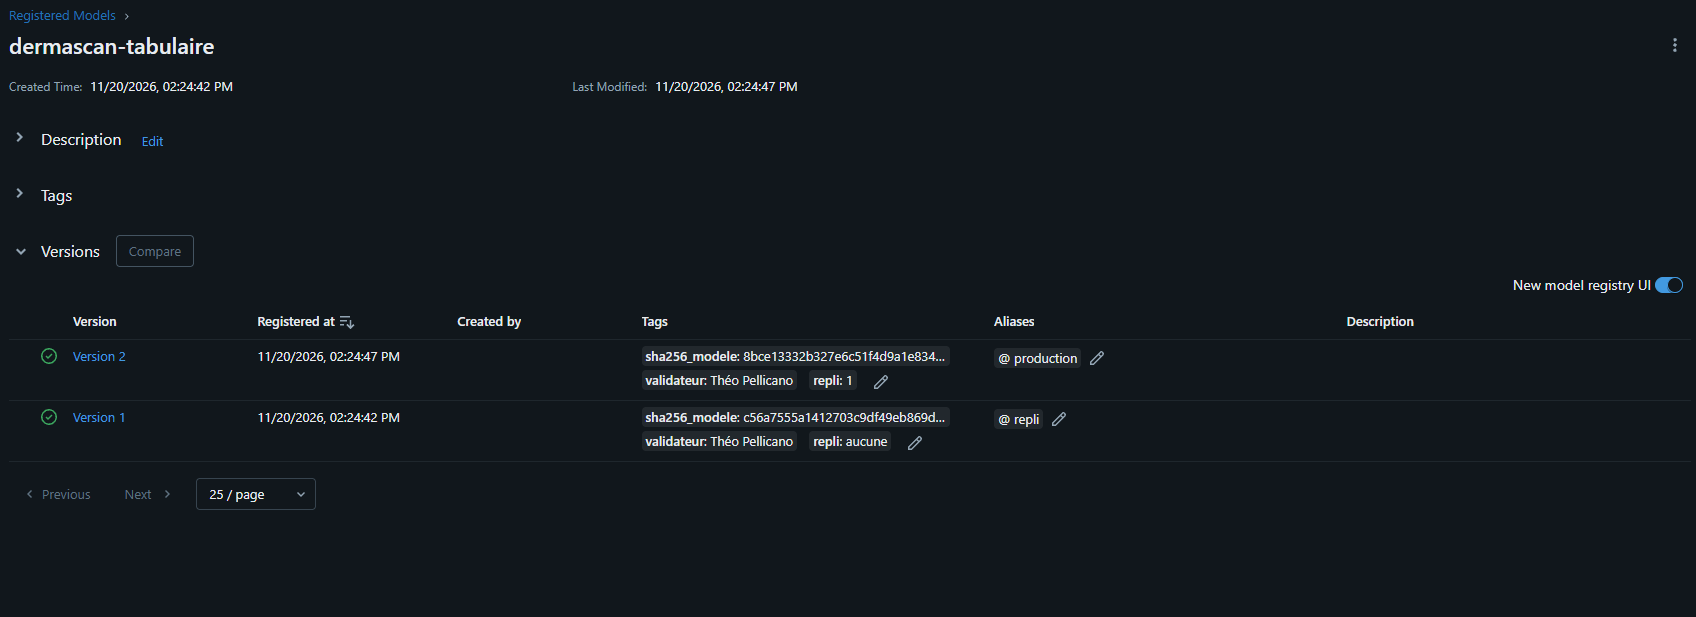 Registered Models ›
dermascan-tabulaire
Created Time: 11/20/2026, 02:24:42 PM Last Modified: 11/20/2026, 02:24:47 PM
Description Edit
Tags
Versions Compare
New model registry UI
Version Registered at Created by Tags Aliases Description
Version 2 11/20/2026, 02:24:47 PM sha256_modele: 8bce13332b327e6c51f4d9a1e834... @ production
validateur: Théo Pellicano repli: 1
Version 1 11/20/2026, 02:24:42 PM sha256_modele: c56a7555a1412703c9df49eb869d... @ repli
validateur: Théo Pellicano repli: aucune
Previous Next 25 / page